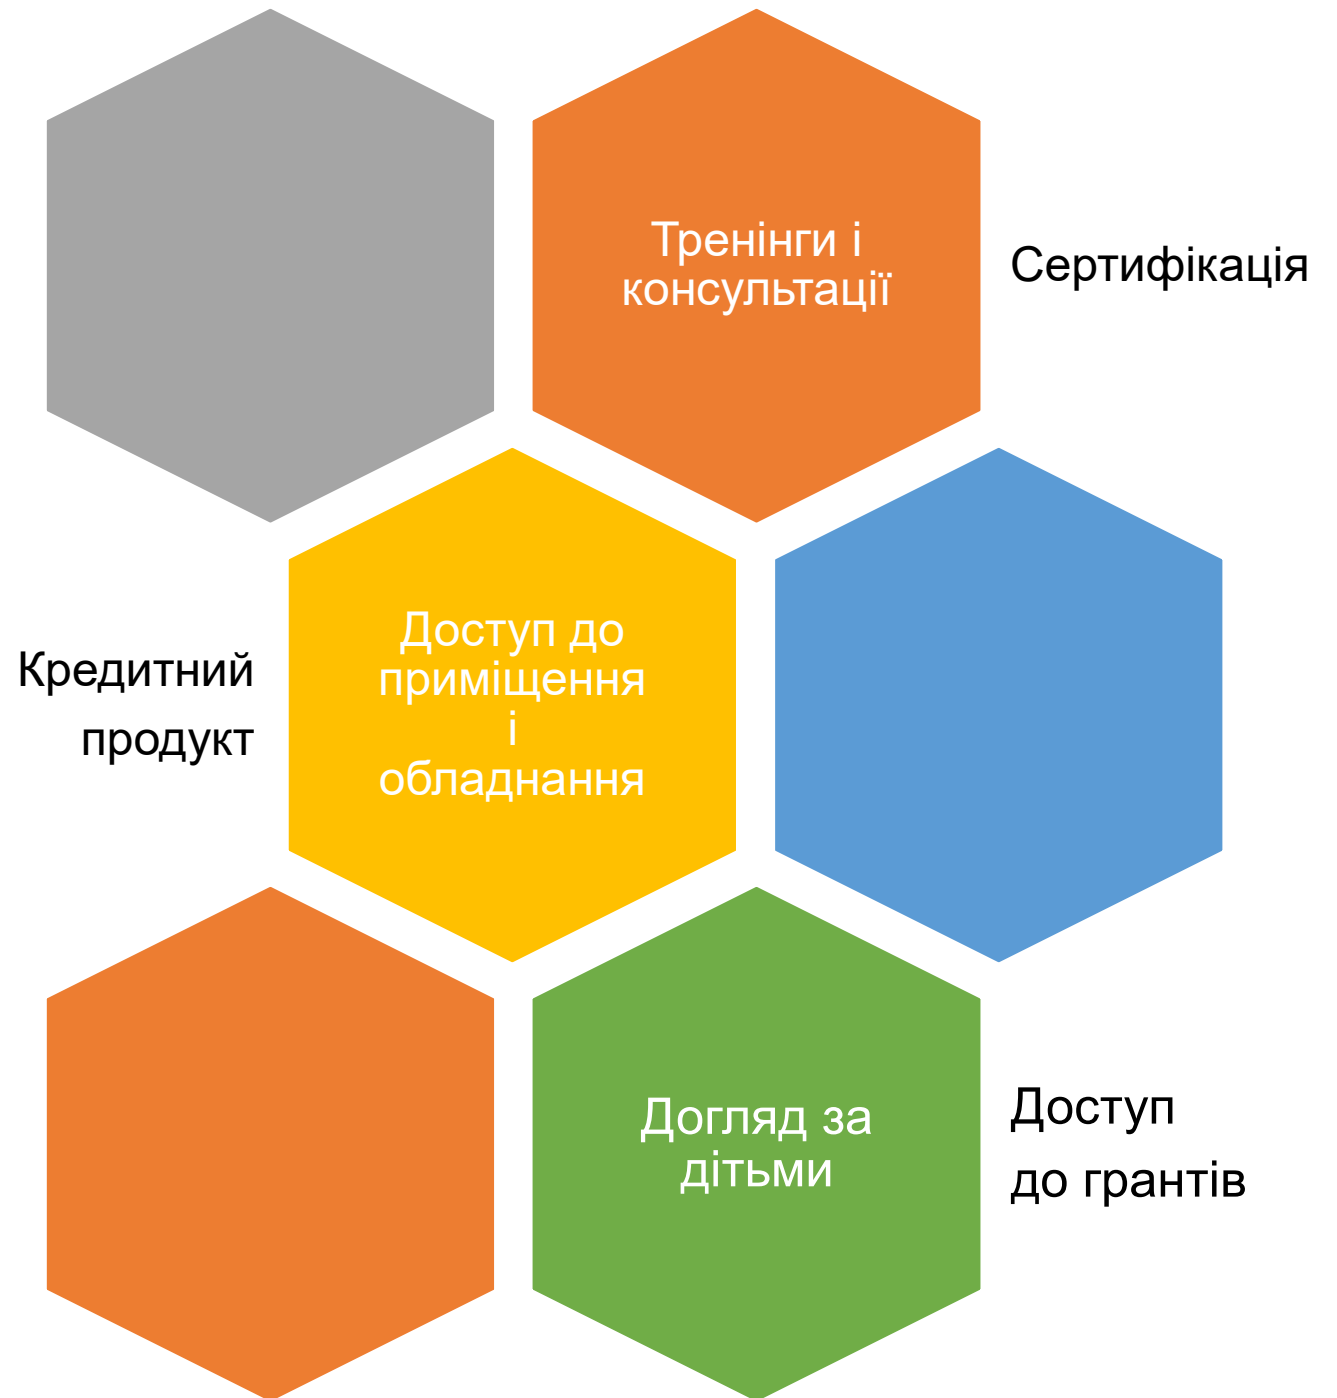 Тренінги і
консультації
Сертифікація
Кредитний
продукт
Доступ до
приміщення
і
обладнання
Догляд за
дітьми
Доступ
до грантів